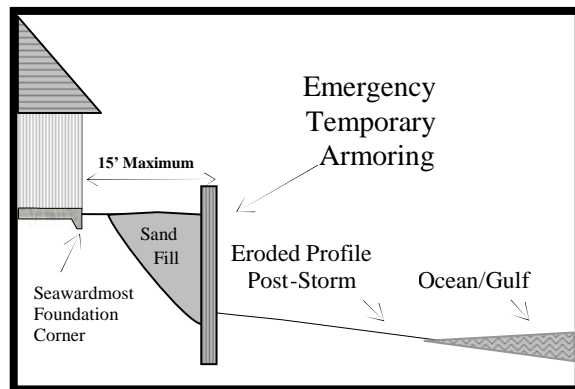 Emergency
Temporary
Armoring
15’ Maximum
Sand
Fill
Eroded Profile
Post-Storm
Ocean/Gulf
Seawardmost
Foundation
Corner